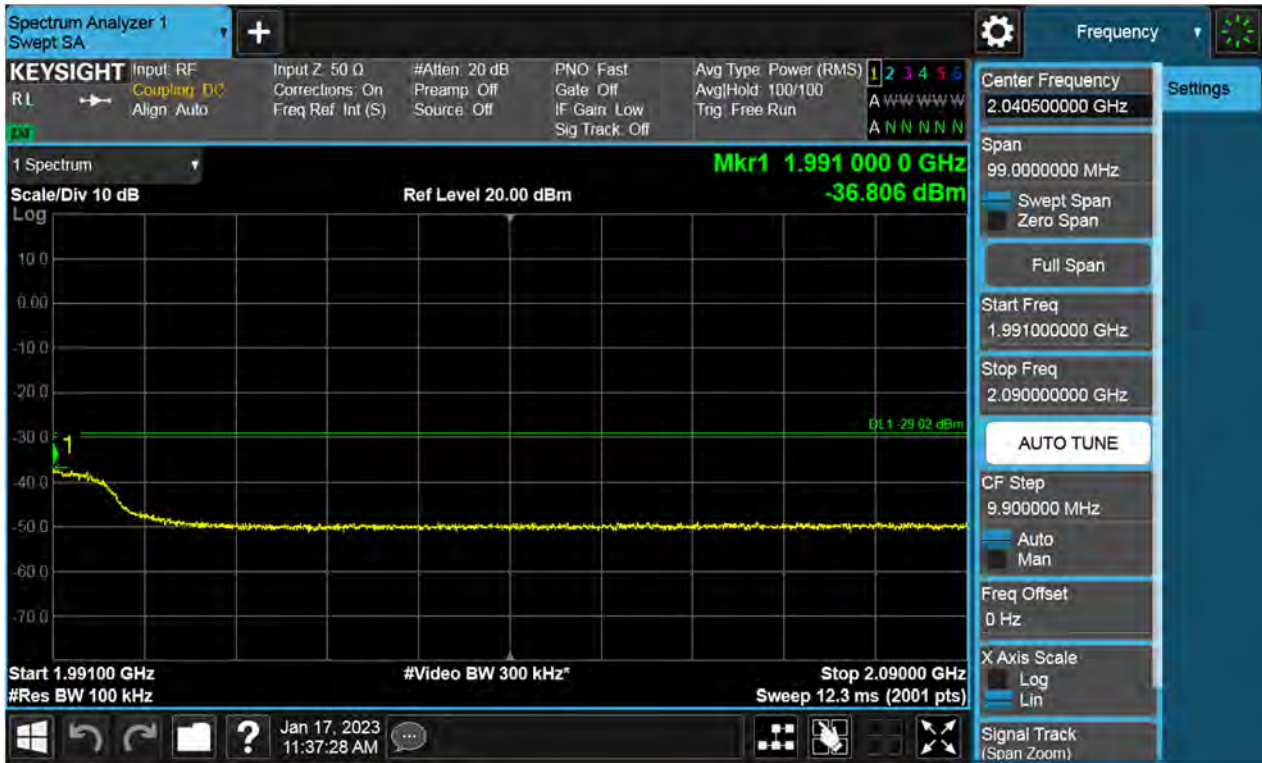 Spectrum Analyzer 1
Swept SA
+
Frequency
KEYSIGHT
RL
Input: RF
Coupling: DC
Align: Auto
Input Z: 50 Ω
Corrections: On
Freq Ref: Int (S)
#Atten: 20 dB
Preamp: Off
Source: Off
PNO: Fast
Gate: Off
IF Gain: Low
Sig Track: Off
Avg Type: Power (RMS)
Avg|Hold: 100/100
Trig: Free Run
1 2 3 4 5 6
A W W W W W
A N N N N N
1 Spectrum
Scale/Div 10 dB
Ref Level 20.00 dBm
Mkr1 1.991 000 0 GHz
-36.806 dBm
Log
10.0
0.00
-10.0
-20.0
-30.0
-40.0
-50.0
-60.0
-70.0
1
DL1 -29.02 dBm
Start 1.99100 GHz
#Res BW 100 kHz
#Video BW 300 kHz*
Stop 2.09000 GHz
Sweep 12.3 ms (2001 pts)
?
Jan 17, 2023
11:37:28 AM
Center Frequency
2.040500000 GHz
Settings
Span
99.0000000 MHz
Swept Span
Zero Span
Full Span
Start Freq
1.991000000 GHz
Stop Freq
2.090000000 GHz
AUTO TUNE
CF Step
9.900000 MHz
Auto
Man
Freq Offset
0 Hz
X Axis Scale
Log
Lin
Signal Track
(Span Zoom)